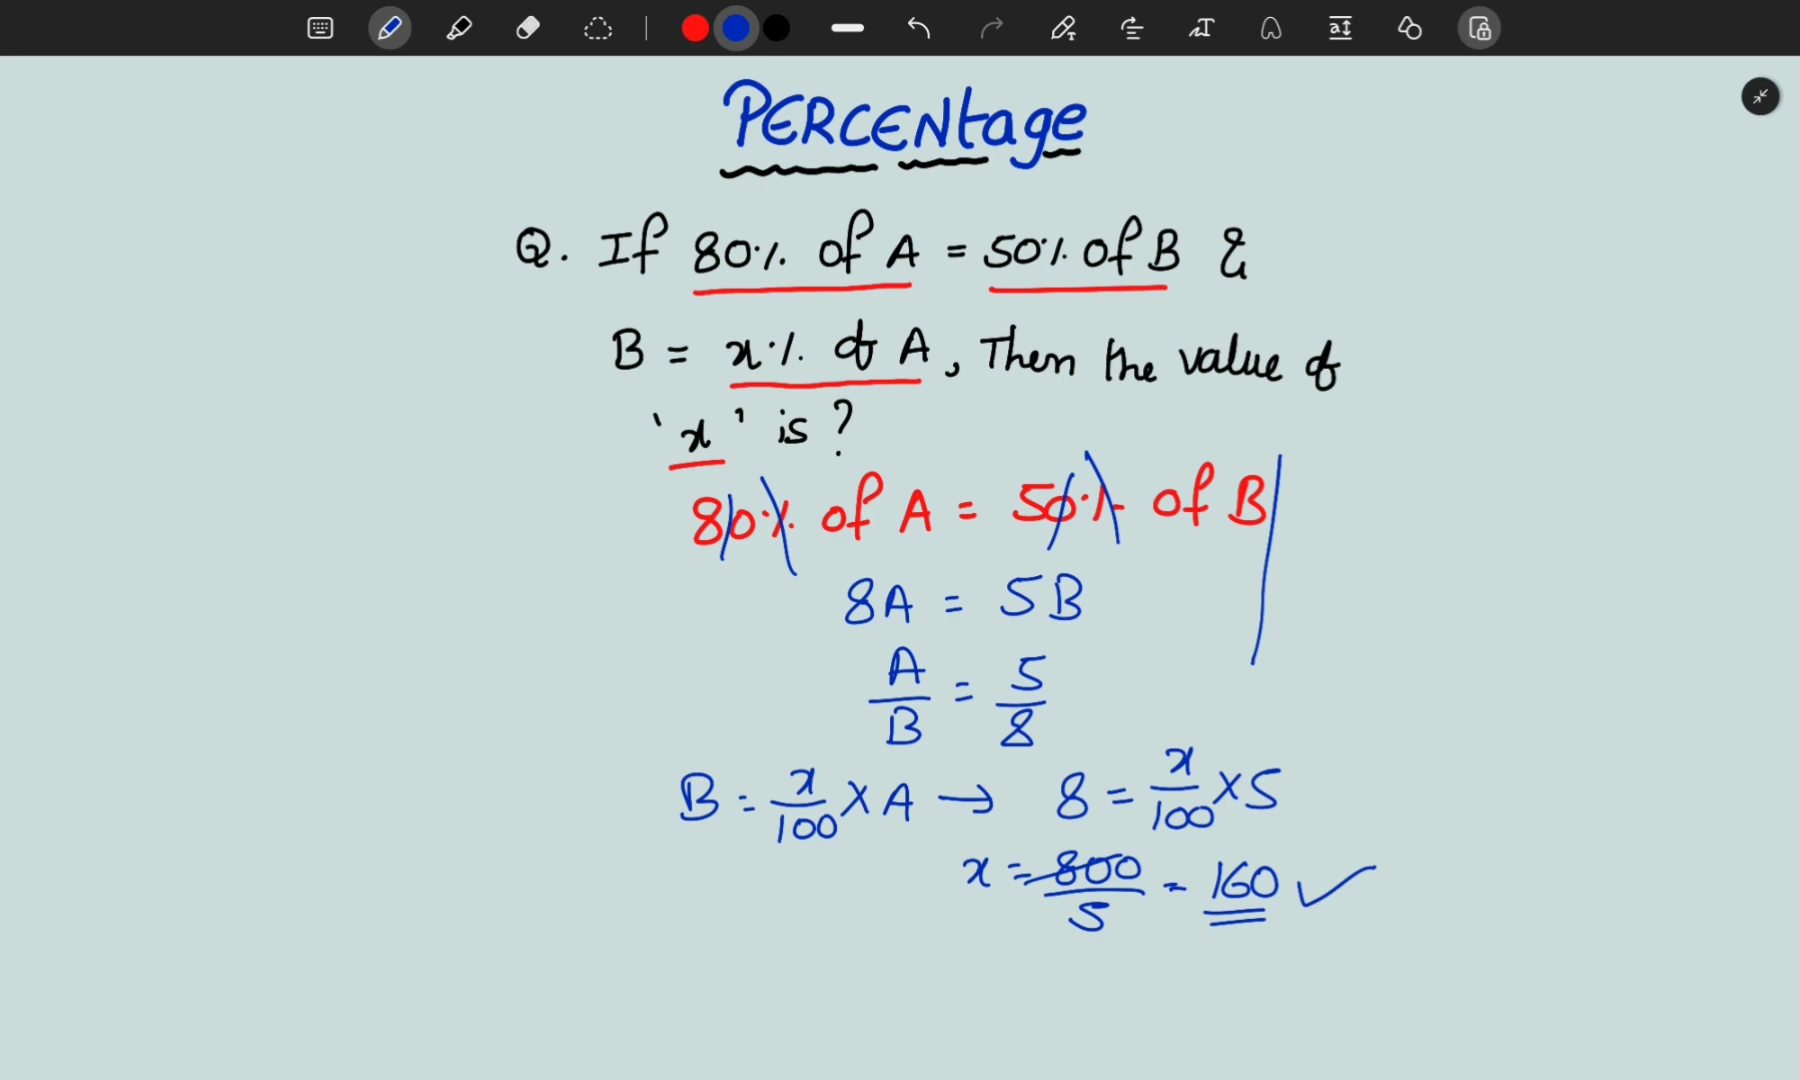 PERCENtage
Q. If 80% of A = 50% of B &
B = x% of A, Then the value of
'x' is ?
80% of A = 50% of B
8A = 5B
A/B = 5/8
B = x/100 × A → 8 = x/100 × 5
x = 800/5 = 160 ✓